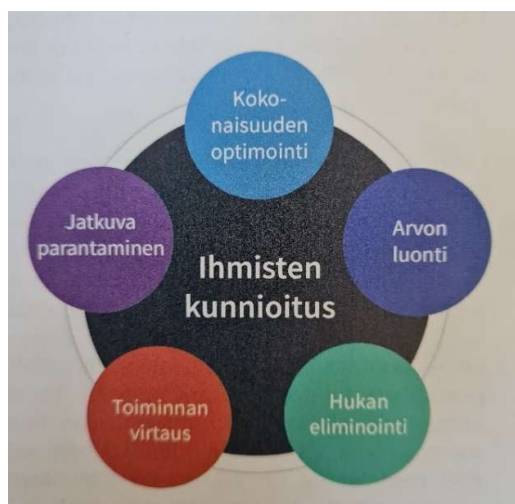 Koko-
naisuuden
optimointi
Jatkuva
parantaminen
Arvon
luonti
Ihmisten
kunnioitus
Toiminnan
virtaus
Hukan
eliminointi